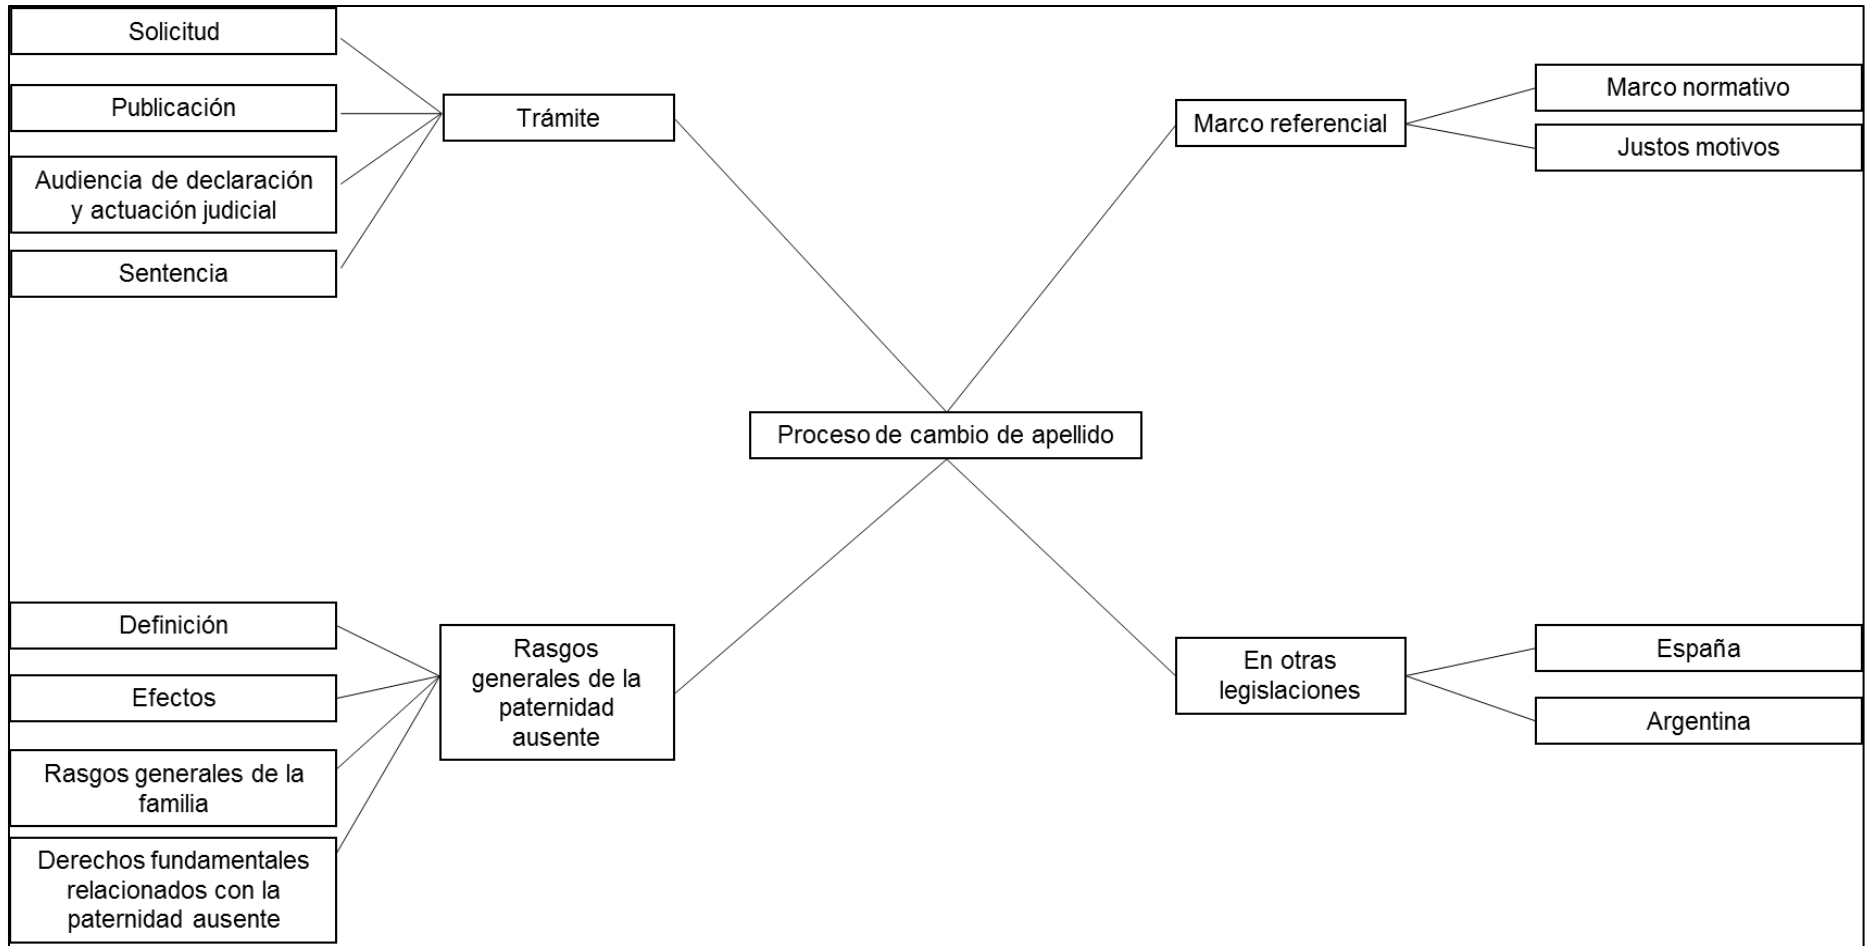 Solicitud
Publicación
Audiencia de declaración
y actuación judicial
Sentencia
Trámite
Marco referencial
Marco normativo
Justos motivos
Proceso de cambio de apellido
Definición
Efectos
Rasgos generales de la
familia
Derechos fundamentales
relacionados con la
paternidad ausente
Rasgos
generales de la
paternidad
ausente
En otras
legislaciones
España
Argentina